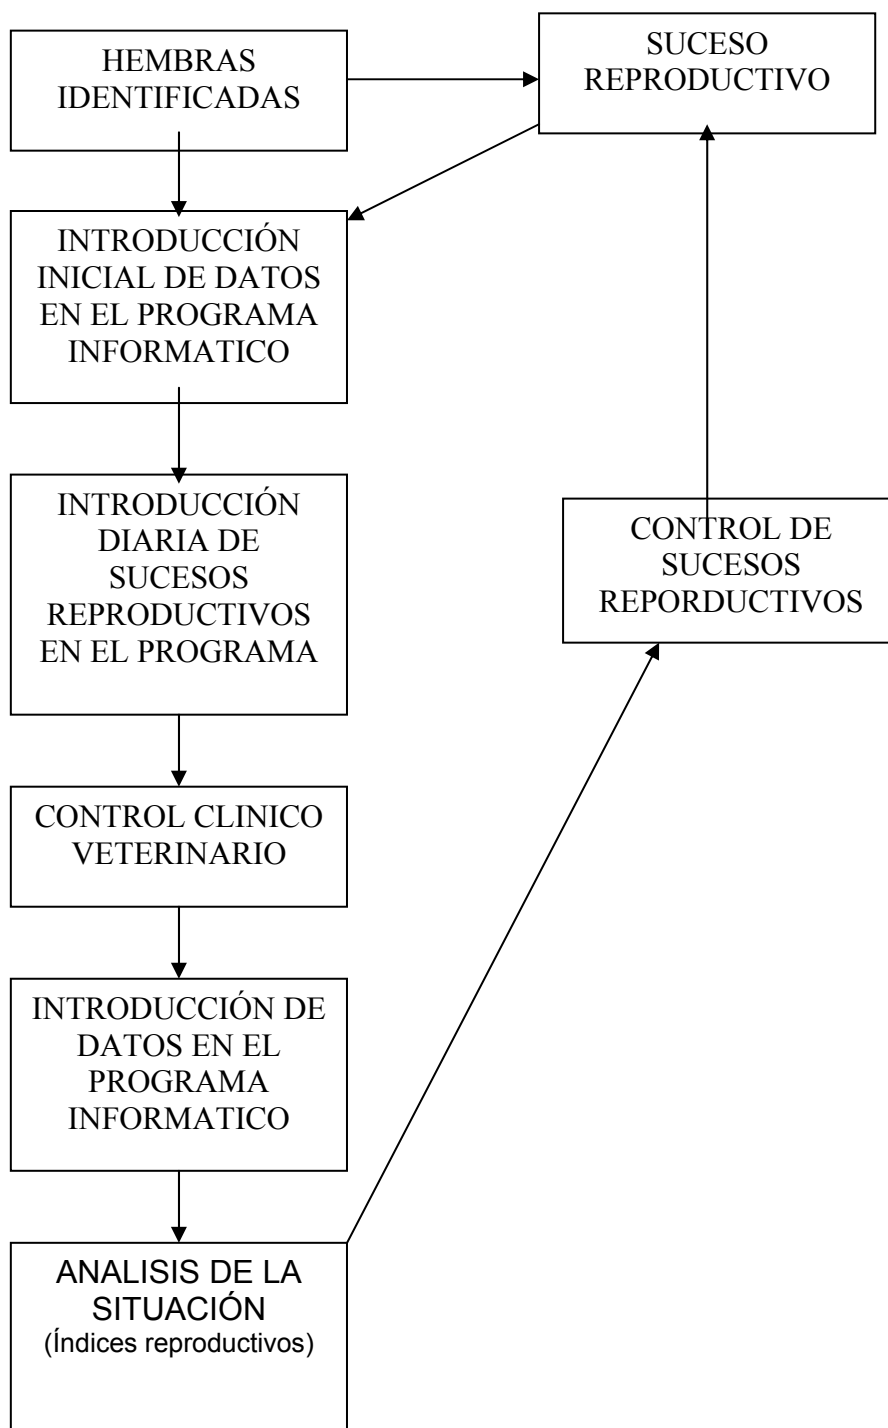 HEMBRAS
IDENTIFICADAS
SUCESO
REPRODUCTIVO
INTRODUCCIÓN
INICIAL DE DATOS
EN EL PROGRAMA
INFORMATICO
INTRODUCCIÓN
DIARIA DE
SUCESOS
REPRODUCTIVOS
EN EL PROGRAMA
CONTROL DE
SUCESOS
REPORDUCTIVOS
CONTROL CLINICO
VETERINARIO
INTRODUCCIÓN DE
DATOS EN EL
PROGRAMA
INFORMATICO
ANALISIS DE LA
SITUACIÓN
(Índices reproductivos)